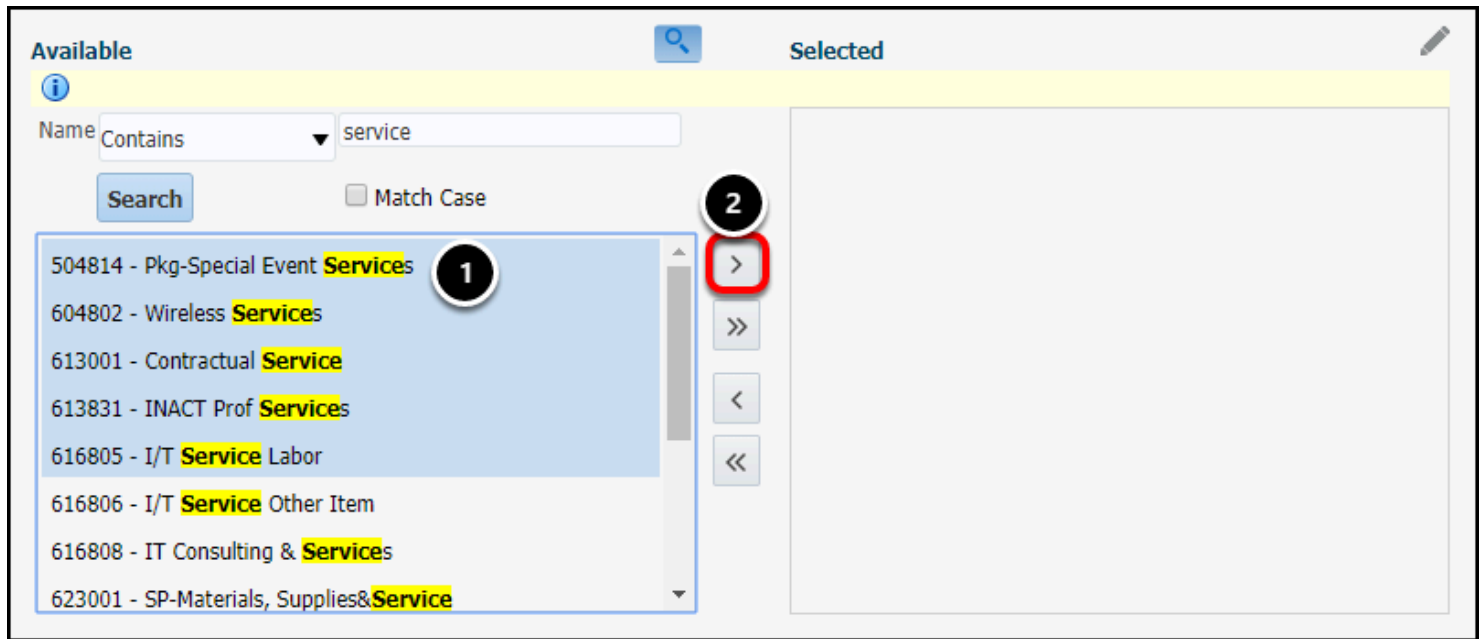 Available
Selected
Name Contains service
Search Match Case
2
504814 - Pkg-Special Event Services
1
604802 - Wireless Services
613001 - Contractual Service
613831 - INACT Prof Services
616805 - I/T Service Labor
616806 - I/T Service Other Item
616808 - IT Consulting & Services
623001 - SP-Materials, Supplies&Service